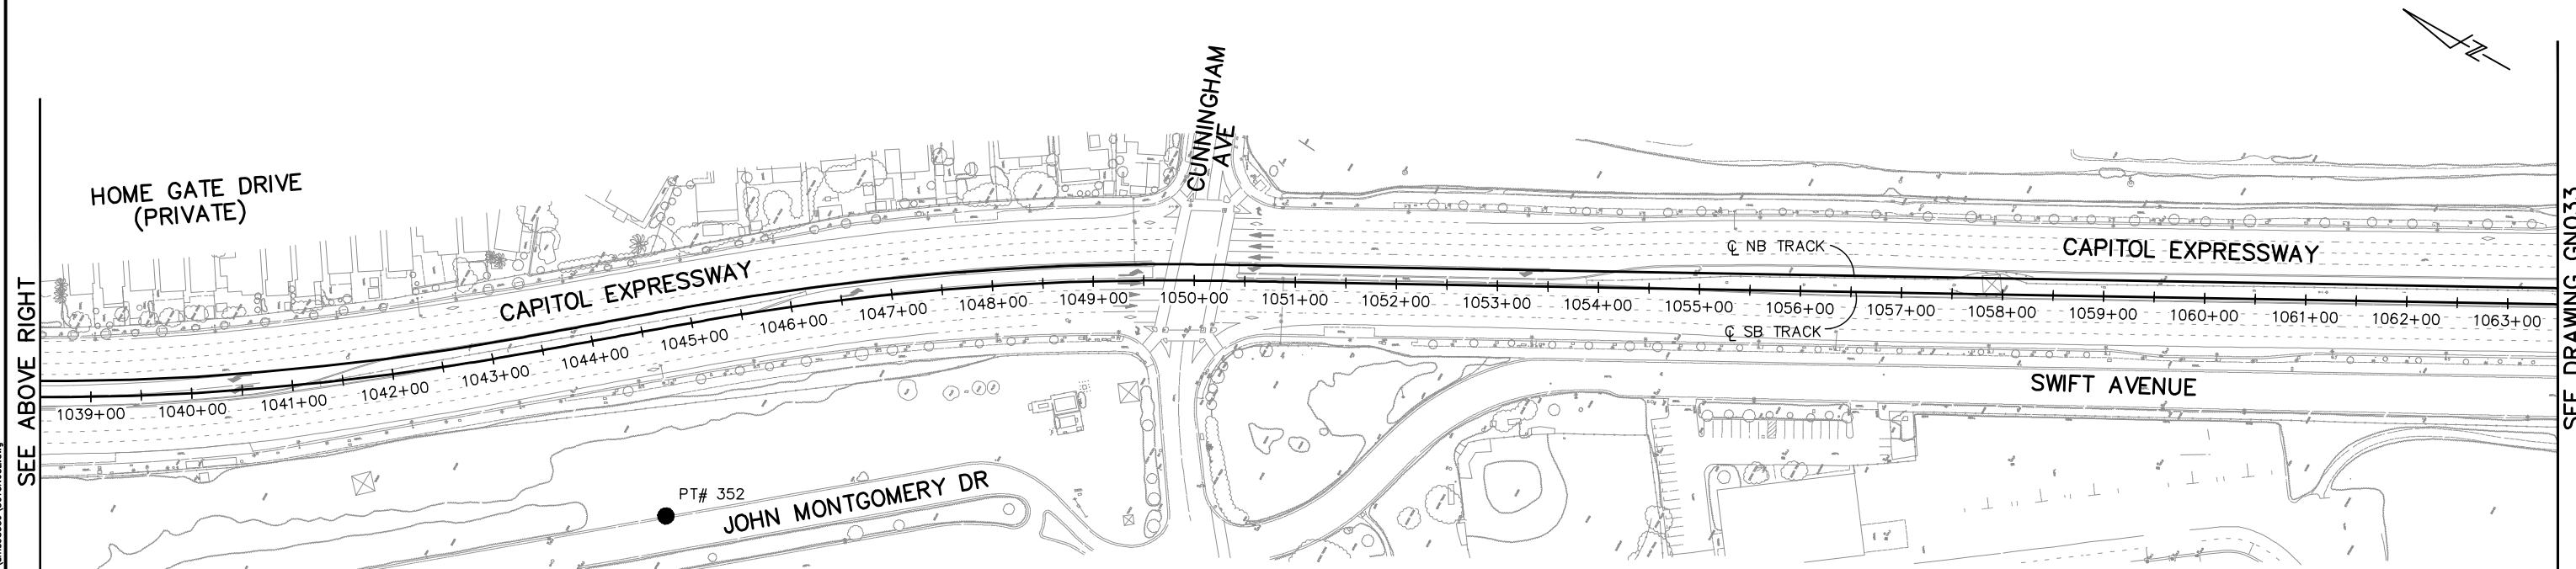 SEE ABOVE RIGHT
HOME GATE DRIVE
(PRIVATE)
CAPITOL EXPRESSWAY
CUNNINGHAM
AVE
℄ NB TRACK
℄ SB TRACK
CAPITOL EXPRESSWAY
1039+00
1040+00
1041+00
1042+00
1043+00
1044+00
1045+00
1046+00
1047+00
1048+00
1049+00
1050+00
1051+00
1052+00
1053+00
1054+00
1055+00
1056+00
1057+00
1058+00
1059+00
1060+00
1061+00
1062+00
1063+00
SWIFT AVENUE
PT# 352
JOHN MONTGOMERY DR
N
SEE DRAWING GN033